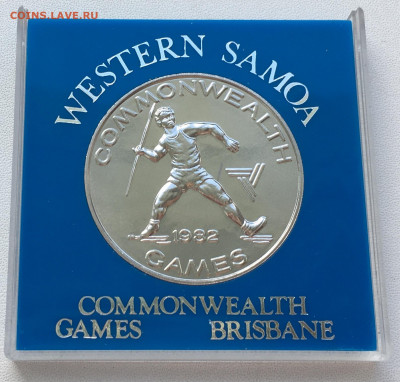 COINS.LAVE.RU
WESTERN SAMOA
COMMONWEALTH
1982
GAMES
COMMONWEALTH
GAMES BRISBANE